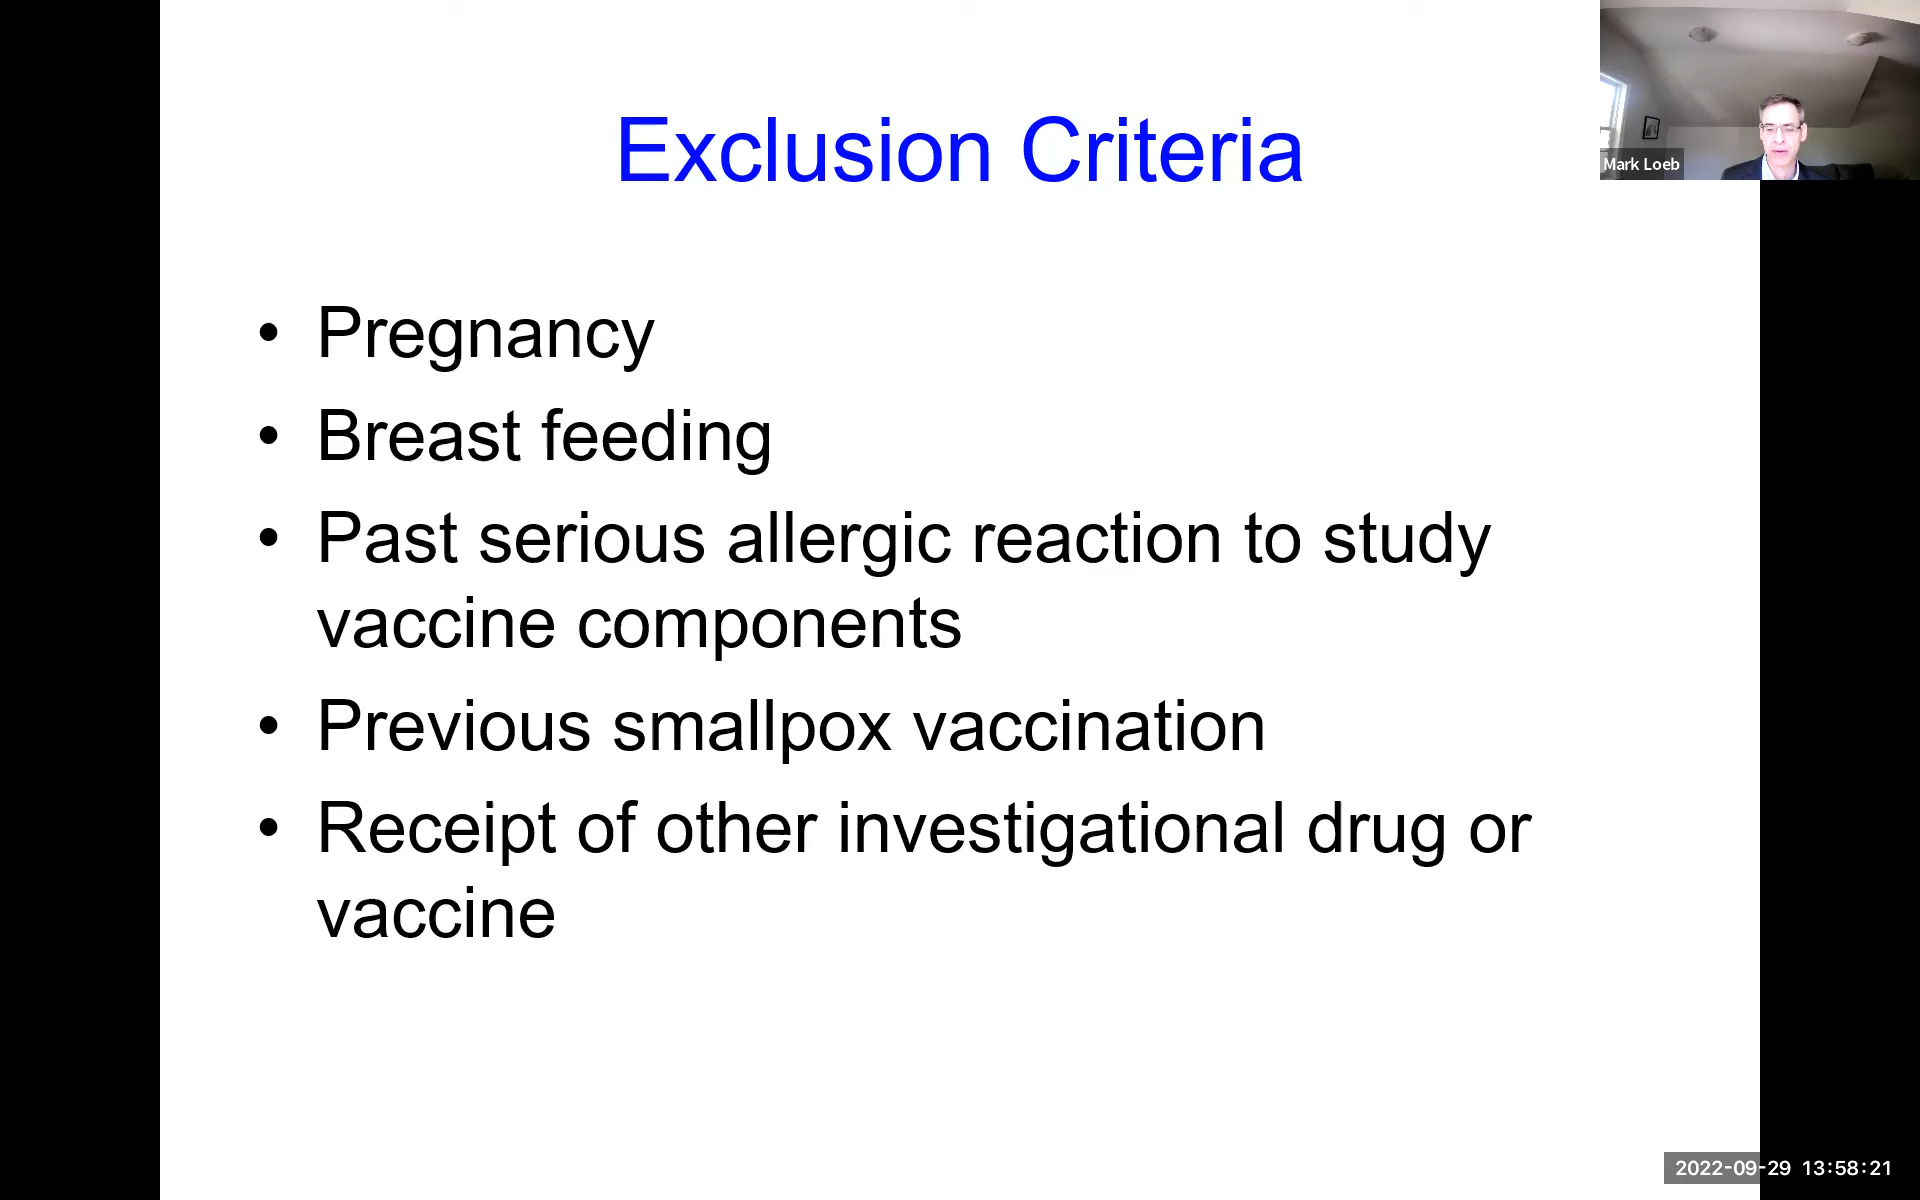 Exclusion Criteria
Mark Loeb
• Pregnancy
• Breast feeding
• Past serious allergic reaction to study
vaccine components
• Previous smallpox vaccination
• Receipt of other investigational drug or
vaccine
2022-09-29 13:58:21